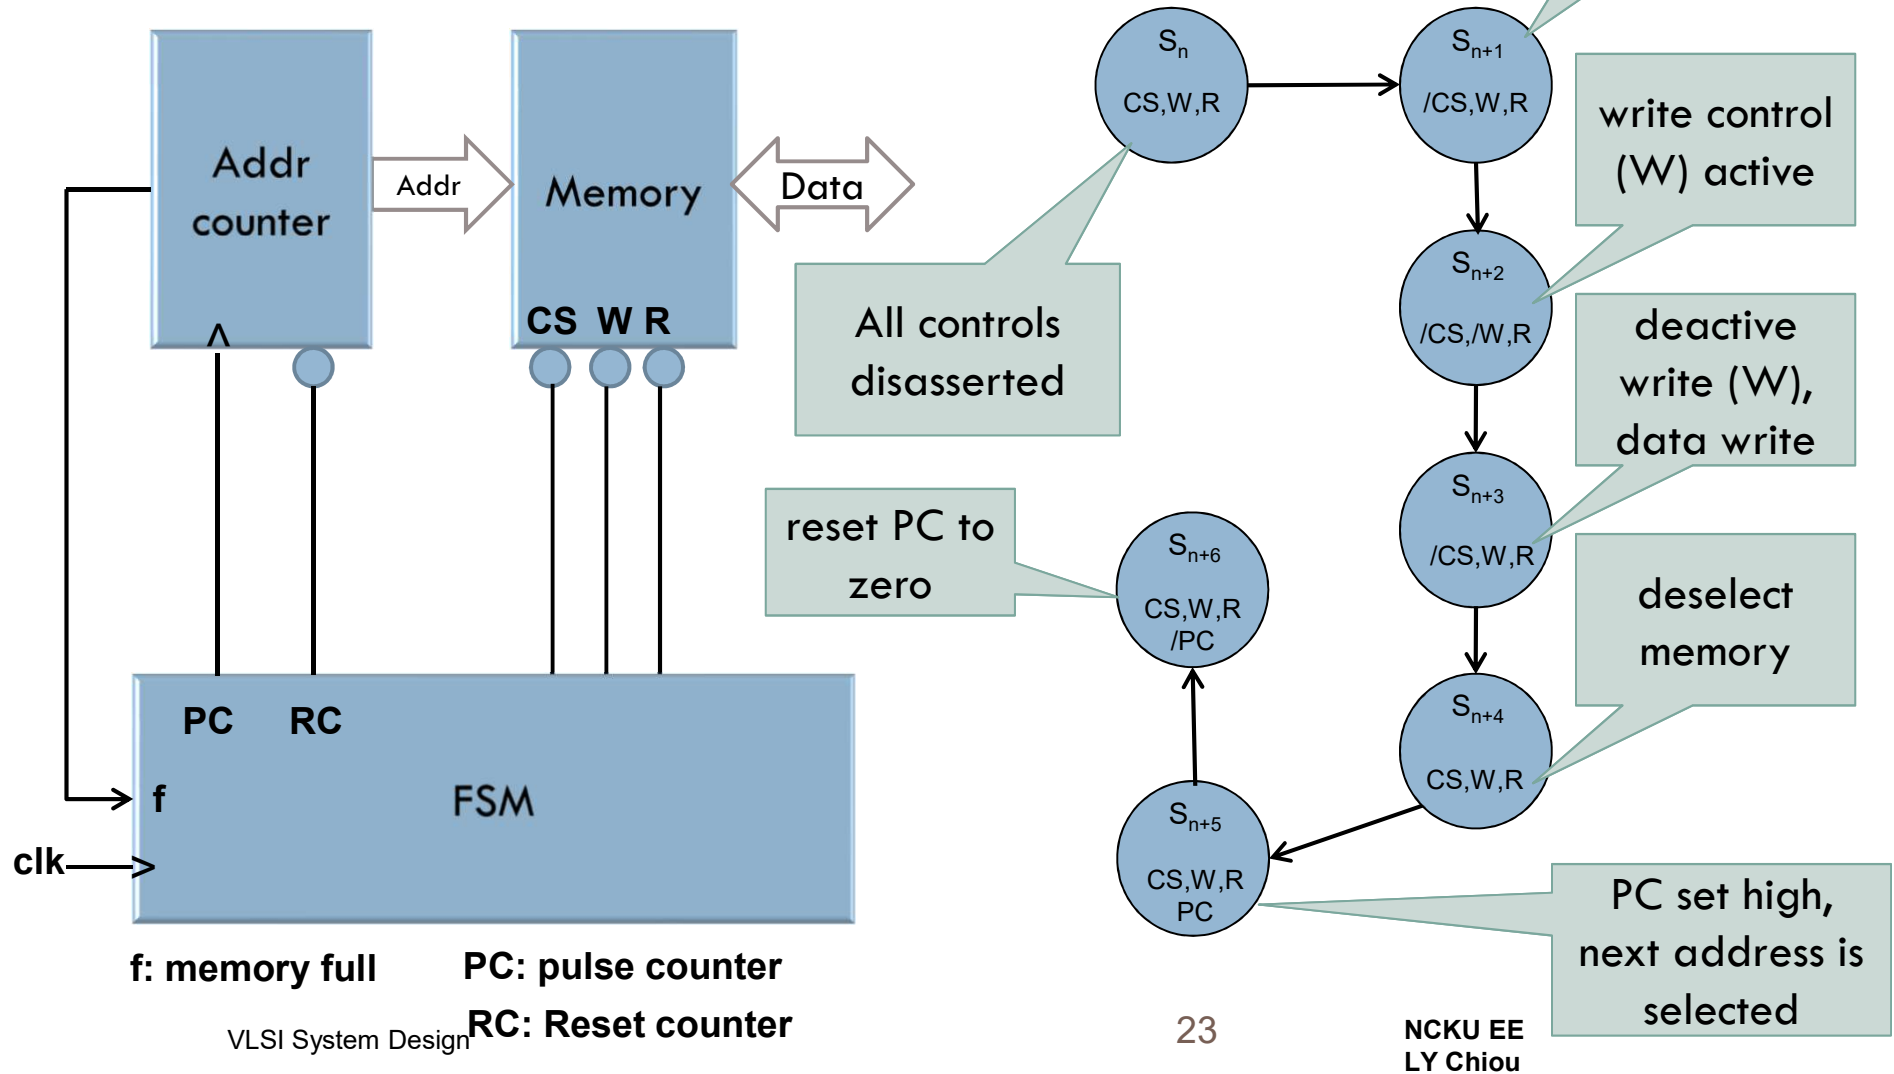 Addr
counter
Addr
Memory
Data
CS W R
^
PC RC
f
FSM
clk
>
f: memory full
PC: pulse counter
RC: Reset counter
Sn
CS,W,R
Sn+1
/CS,W,R
write control
(W) active
Sn+2
/CS,/W,R
All controls
disasserted
deactive
write (W),
data write
Sn+3
/CS,W,R
reset PC to
zero
Sn+6
CS,W,R
/PC
deselect
memory
Sn+4
CS,W,R
Sn+5
CS,W,R
PC
PC set high,
next address is
selected
VLSI System Design
23
NCKU EE
LY Chiou